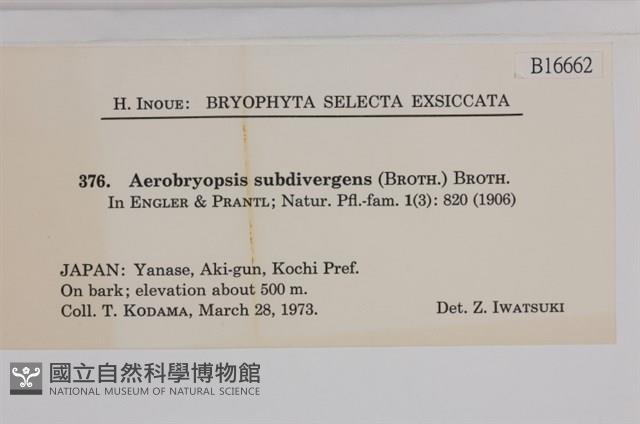 B16662
H. INOUE: BRYOPHYTA SELECTA EXSICCATA
376. Aerobryopsis subdivergens (BROTH.) BROTH.
In ENGLER & PRANTL; Natur. Pfl.-fam. 1(3): 820 (1906)
JAPAN: Yanase, Aki-gun, Kochi Pref.
On bark; elevation about 500 m.
Coll. T. KODAMA, March 28, 1973. Det. Z. IWATSUKI
國立自然科學博物館
NATIONAL MUSEUM OF NATURAL SCIENCE